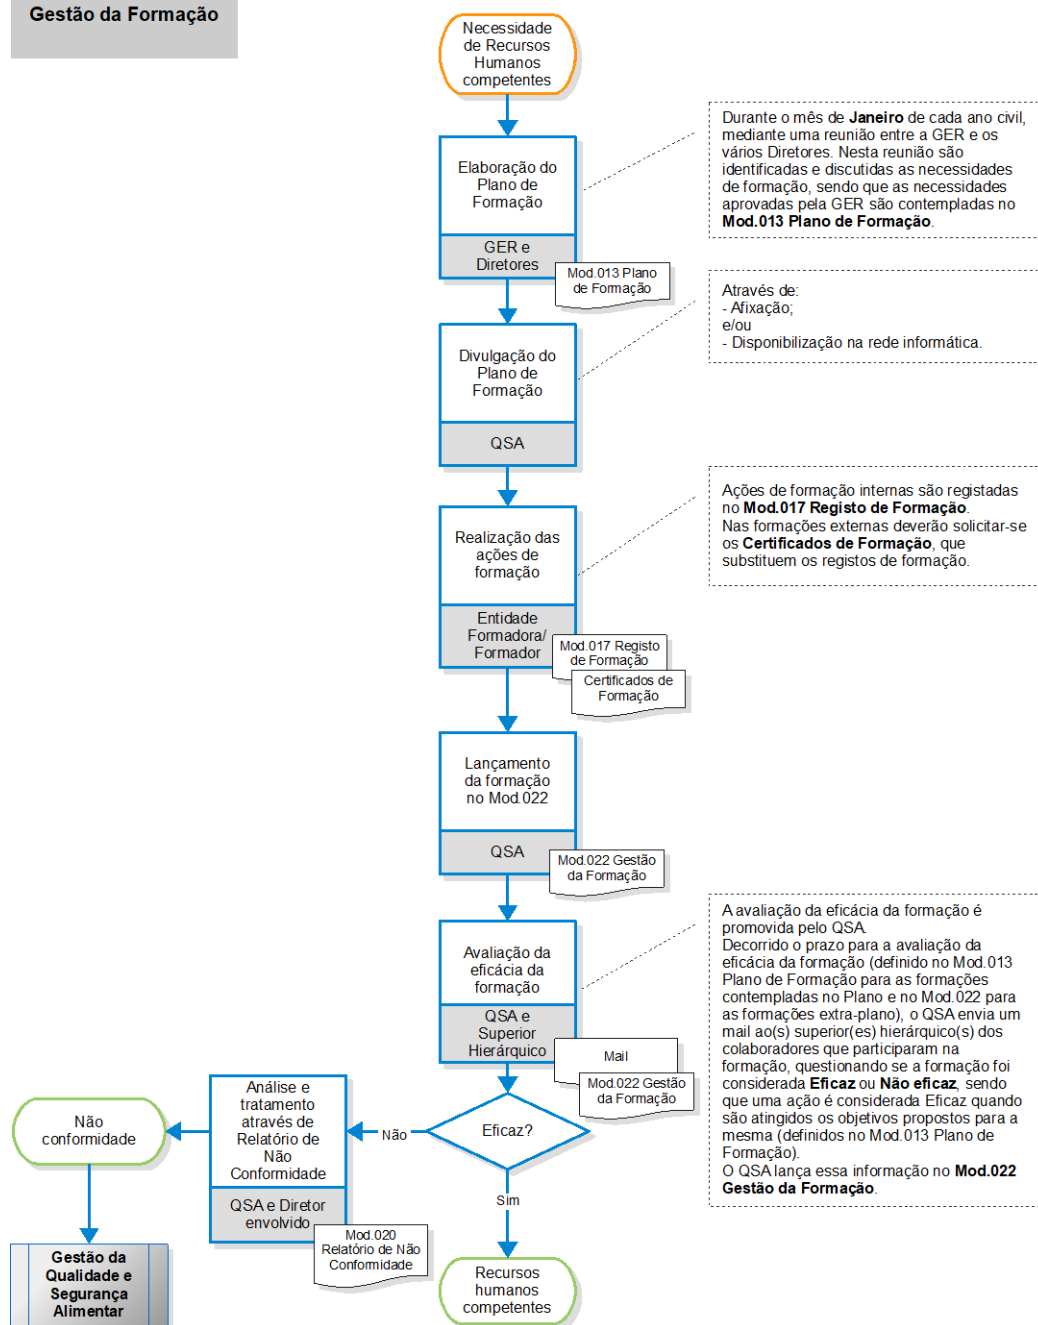 Gestão da Formação
Necessidade
de Recursos
Humanos
competentes
Elaboração do
Plano de
Formação
GER e
Diretores
Mod.013 Plano
de Formação
Durante o mês de Janeiro de cada ano civil,
mediante uma reunião entre a GER e os
vários Diretores. Nesta reunião são
identificadas e discutidas as necessidades
de formação, sendo que as necessidades
aprovadas pela GER são contempladas no
Mod.013 Plano de Formação.
Divulgação do
Plano de
Formação
QSA
Através de:
- Afixação;
e/ou
- Disponibilização na rede informática.
Realização das
ações de
formação
Entidade
Formadora/
Formador
Mod.017 Registo
de Formação
Certificados de
Formação
Ações de formação internas são registadas
no Mod.017 Registo de Formação.
Nas formações externas deverão solicitar-se
os Certificados de Formação, que
substituem os registos de formação.
Lançamento
da formação
no Mod.022
QSA
Mod.022 Gestão
da Formação
Avaliação da
eficácia da
formação
QSA e
Superior
Hierárquico
Mail
Mod.022 Gestão
da Formação
A avaliação da eficácia da formação é
promovida pelo QSA.
Decorrido o prazo para a avaliação da
eficácia da formação (definido no Mod.013
Plano de Formação para as formações
contempladas no Plano e no Mod.022 para
as formações extra-plano), o QSA envia um
mail ao(s) superior(es) hierárquico(s) dos
colaboradores que participaram na
formação, questionando se a formação foi
considerada Eficaz ou Não eficaz, sendo
que uma ação é considerada Eficaz quando
são atingidos os objetivos propostos para a
mesma (definidos no Mod.013 Plano de
Formação).
O QSA lança essa informação no Mod.022
Gestão da Formação.
Eficaz?
Não
Sim
Análise e
tratamento
através de
Relatório de
Não
Conformidade
QSA e Diretor
envolvido
Mod.020
Relatório de Não
Conformidade
Não
conformidade
Gestão da
Qualidade e
Segurança
Alimentar
Recursos
humanos
competentes